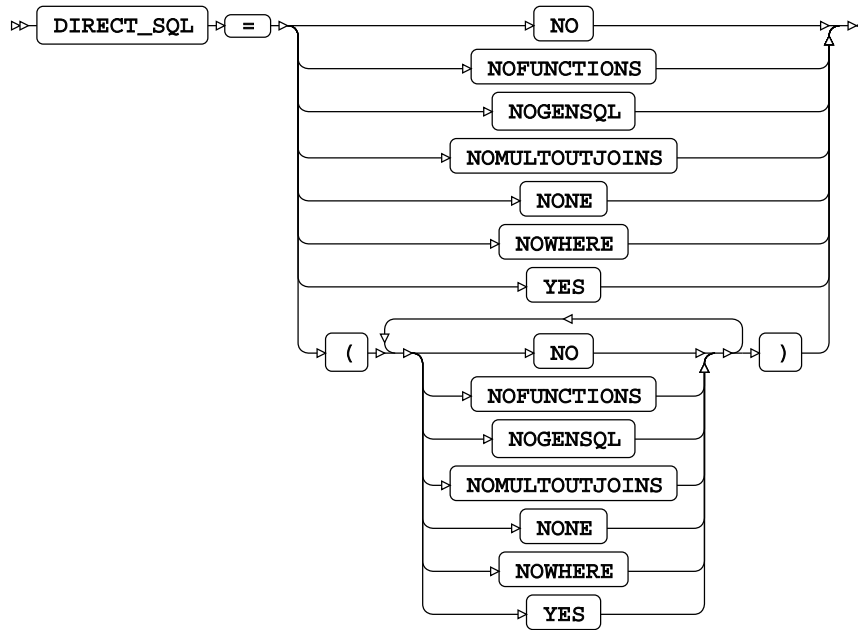 DIRECT_SQL = NO
NOFUNCTIONS
NOGENSQL
NOMULTOUTJOINS
NONE
NOWHERE
YES
( NO )
NOFUNCTIONS
NOGENSQL
NOMULTOUTJOINS
NONE
NOWHERE
YES